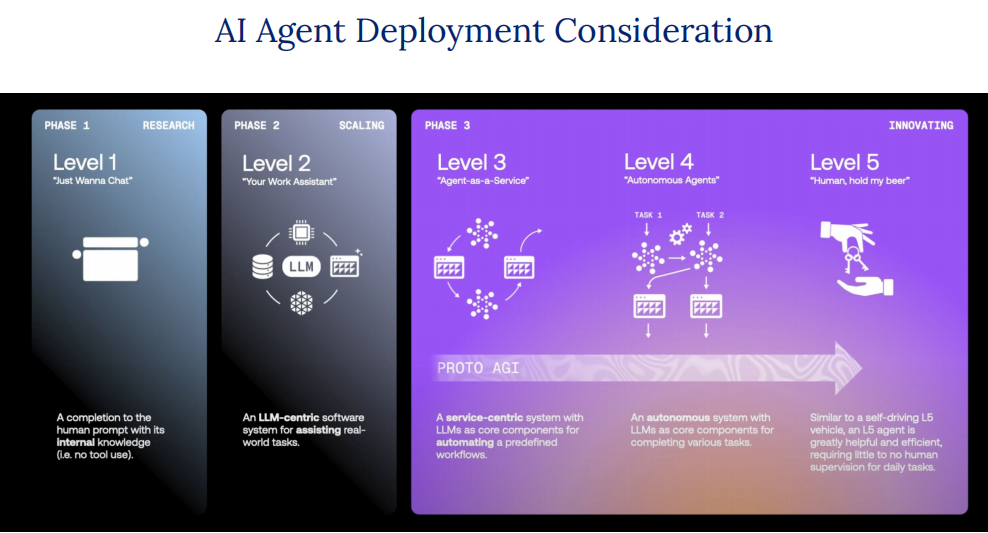 AI Agent Deployment Consideration
PHASE 1
RESEARCH
Level 1
"Just Wanna Chat"
A completion to the
human prompt with its
internal knowledge
(i.e. no tool use).
PHASE 2
SCALING
Level 2
"Your Work Assistant"
LLM
An LLM-centric software
system for assisting real-
world tasks.
PHASE 3
INNOVATING
Level 3
"Agent-as-a-Service"
Level 4
"Autonomous Agents"
TASK 1
TASK 2
Level 5
"Human, hold my beer"
PROTO AGI
A service-centric system with
LLMs as core components for
automating a predefined
workflows.
An autonomous system with
LLMs as core components for
completing various tasks.
Similar to a self-driving L5
vehicle, an L5 agent is
greatly helpful and efficient,
requiring little to no human
supervision for daily tasks.